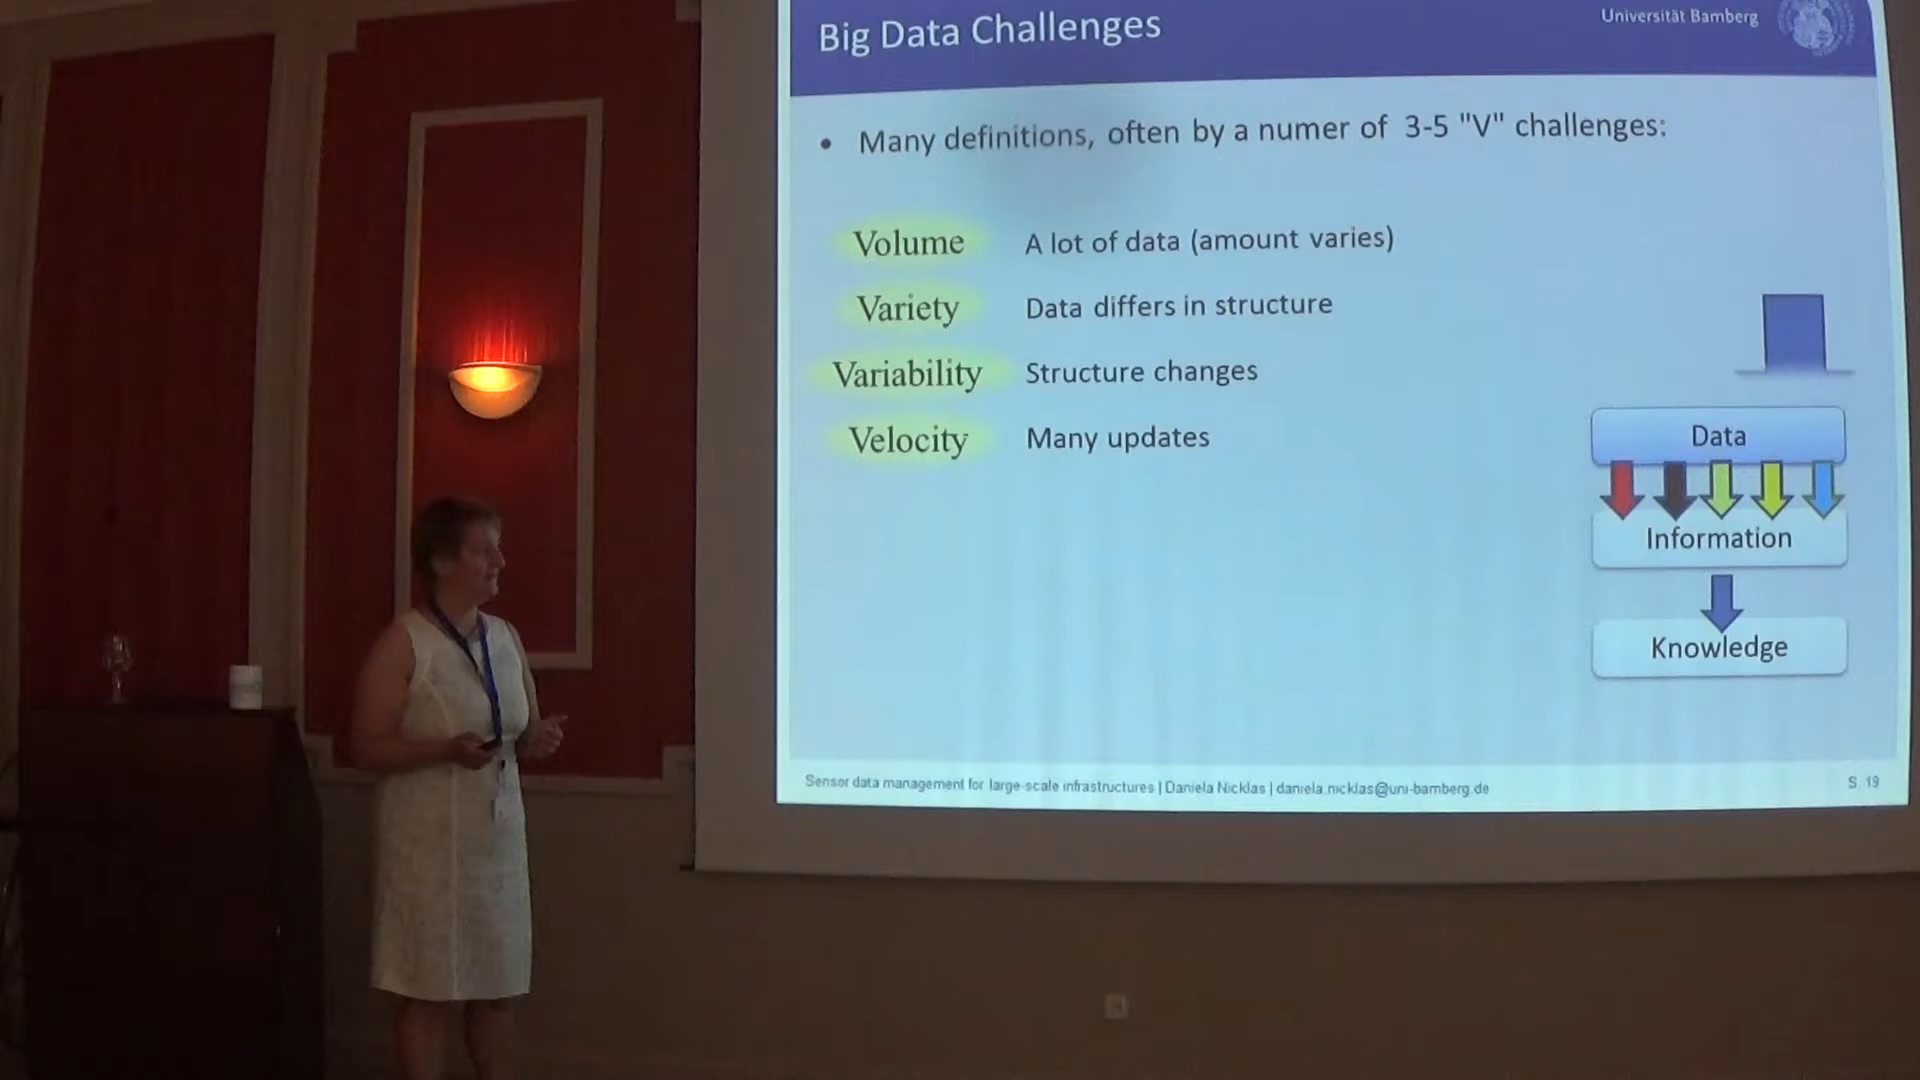 Big Data Challenges
Universität Bamberg
• Many definitions, often by a numer of 3-5 "V" challenges:
Volume A lot of data (amount varies)
Variety Data differs in structure
Variability Structure changes
Velocity Many updates
Data
Information
Knowledge
Sensor data management for large-scale infrastructures | Daniela Nicklas | daniela.nicklas@uni-bamberg.de
S. 19